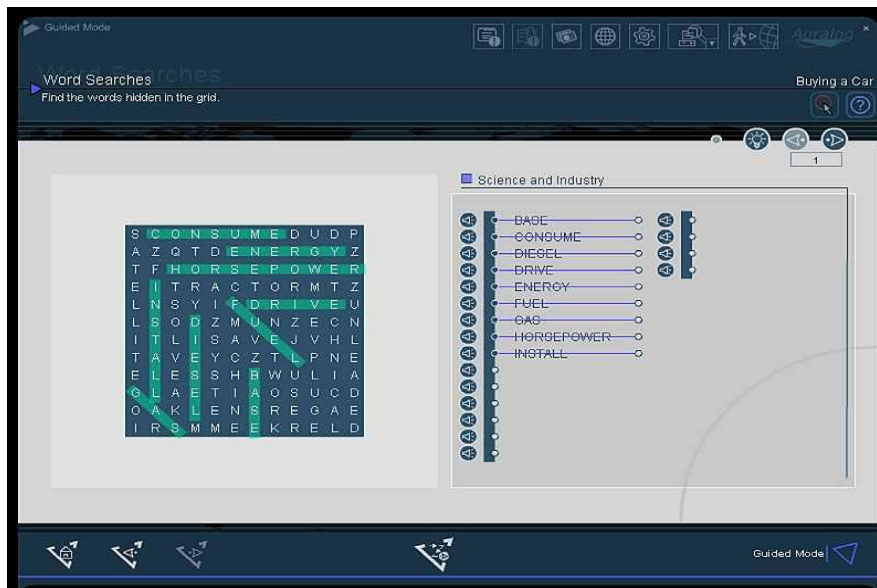 Guided Mode
Auralog
Word Searches
Find the words hidden in the grid.
Buying a Car
1
Science and Industry
S C O N S U M E D U D P
A Z Q T D E N E R G Y Z
T F H O R S E P O W E R
E I T R A C T O R M T Z
L N S Y I F D R I V E U
L S O D Z M U N Z E C N
I T L I S A V E J V H L
T A V E Y C Z T L P N E
E L E S S H B W U L I A
G L A E T I A O S U C D
O A K L E N S R E G A E
I R S M M E E K R E L D
BASE
CONSUME
DIESEL
DRIVE
ENERGY
FUEL
GAS
HORSEPOWER
INSTALL
Guided Mode